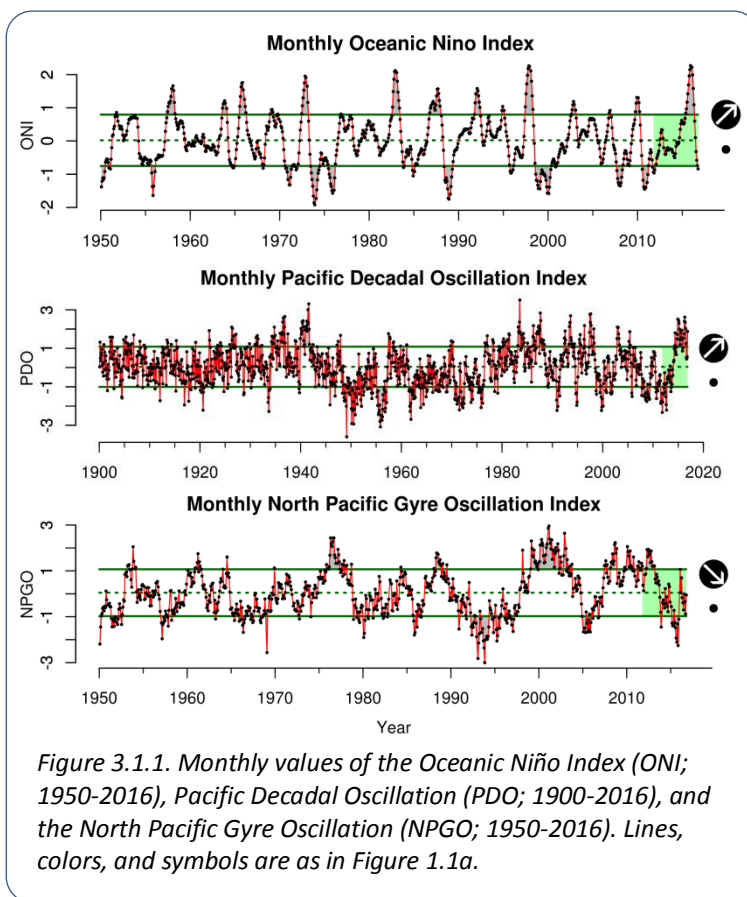 Monthly Oceanic Nino Index
ONI
2
1
0
-1
-2
1950 1960 1970 1980 1990 2000 2010
Monthly Pacific Decadal Oscillation Index
PDO
3
1
-1
-3
1900 1920 1940 1960 1980 2000 2020
Monthly North Pacific Gyre Oscillation Index
NPGO
3
1
-1
-3
1950 1960 1970 1980 1990 2000 2010
Year
Figure 3.1.1. Monthly values of the Oceanic Niño Index (ONI;
1950-2016), Pacific Decadal Oscillation (PDO; 1900-2016), and
the North Pacific Gyre Oscillation (NPGO; 1950-2016). Lines,
colors, and symbols are as in Figure 1.1a.